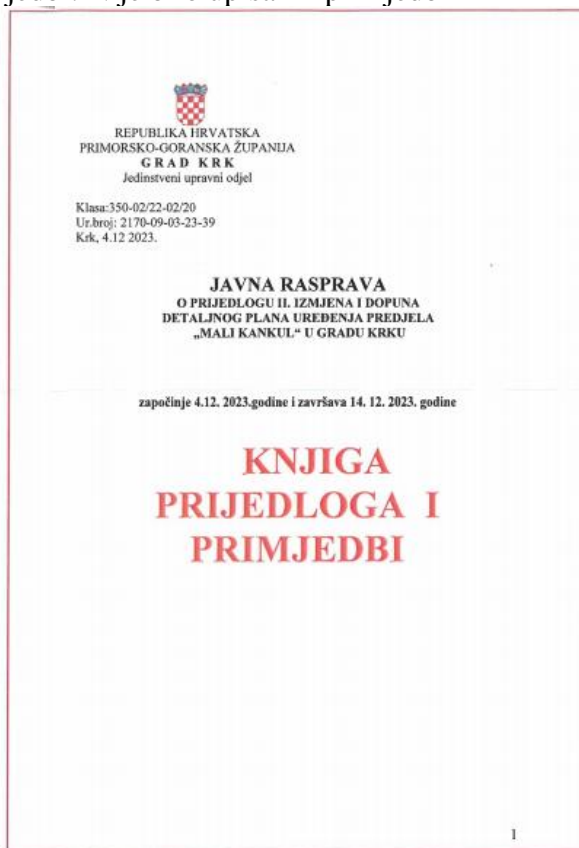 REPUBLIKA HRVATSKA
PRIMORSKO-GORANSKA ŽUPANIJA
GRAD KRK
Jedinstveni upravni odjel
Klasa:350-02/22-02/20
Ur.broj: 2170-09-03-23-39
Krk, 4.12 2023.
JAVNA RASPRAVA
O PRIJEDLOGU II. IZMJENA I DOPUNA
DETALJNOG PLANA UREĐENJA PREDJELA
„MALI KANKUL“ U GRADU KRKU
započinje 4.12. 2023.godine i završava 14. 12. 2023. godine
KNJIGA
PRIJEDLOGA I
PRIMJEDBI
1